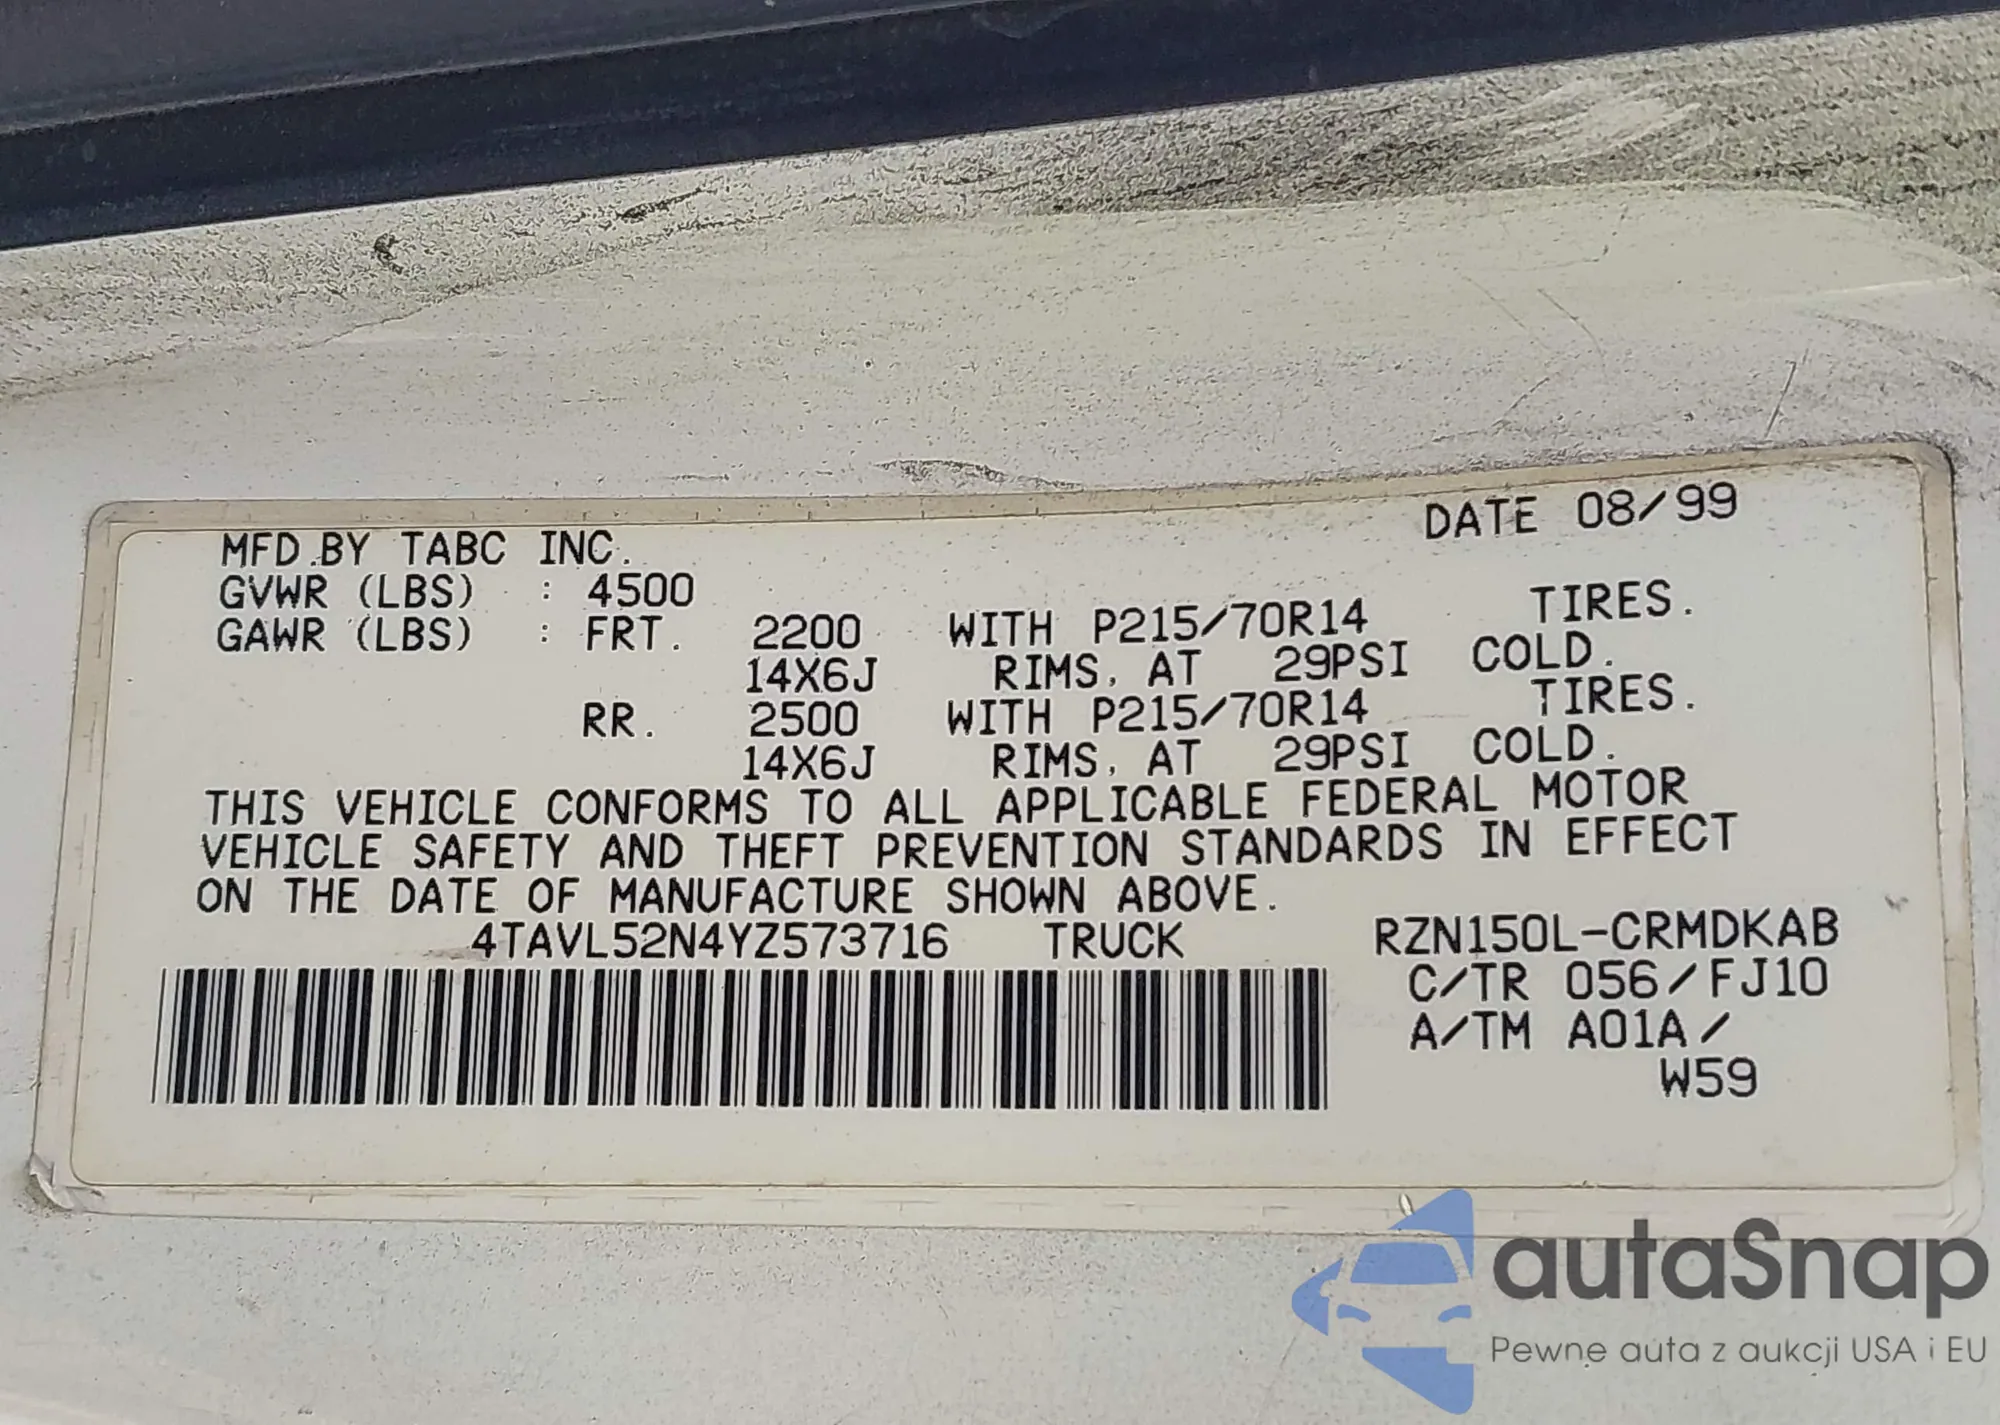 DATE 08/99
MFD.BY TABC INC.
GVWR (LBS) : 4500
GAWR (LBS) : FRT. 2200 WITH P215/70R14 TIRES.
14X6J RIMS, AT 29PSI COLD.
RR. 2500 WITH P215/70R14 TIRES.
14X6J RIMS, AT 29PSI COLD.
THIS VEHICLE CONFORMS TO ALL APPLICABLE FEDERAL MOTOR
VEHICLE SAFETY AND THEFT PREVENTION STANDARDS IN EFFECT
ON THE DATE OF MANUFACTURE SHOWN ABOVE.
4TAVL52N4YZ573716 TRUCK RZN150L-CRMDKAB
C/TR 056/FJ10
A/TM A01A/
W59
autaSnap
Pewne auta z aukcji USA i EU